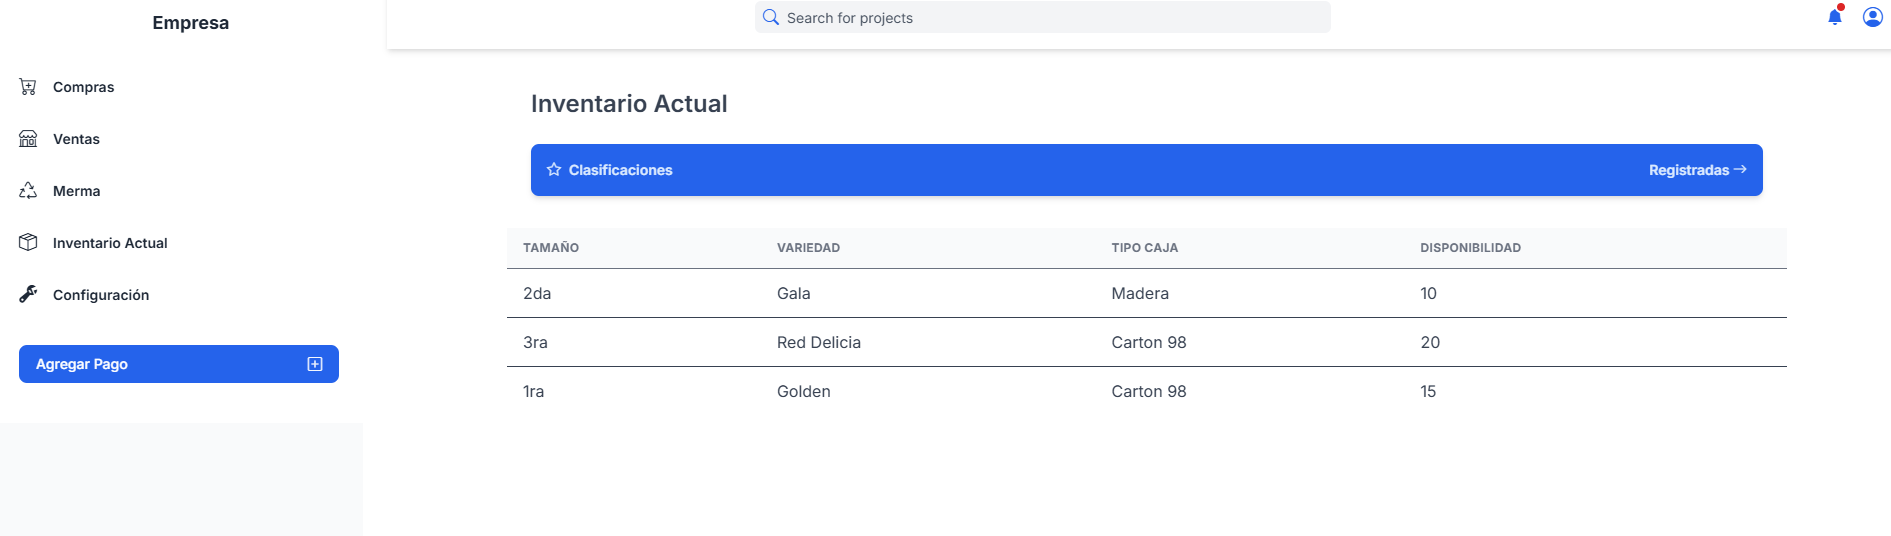 Empresa
Search for projects
Compras
Ventas
Merma
Inventario Actual
Configuración
Agregar Pago
Inventario Actual
Clasificaciones Registradas
TAMAÑO VARIEDAD TIPO CAJA DISPONIBILIDAD
2da Gala Madera 10
3ra Red Delicia Carton 98 20
1ra Golden Carton 98 15